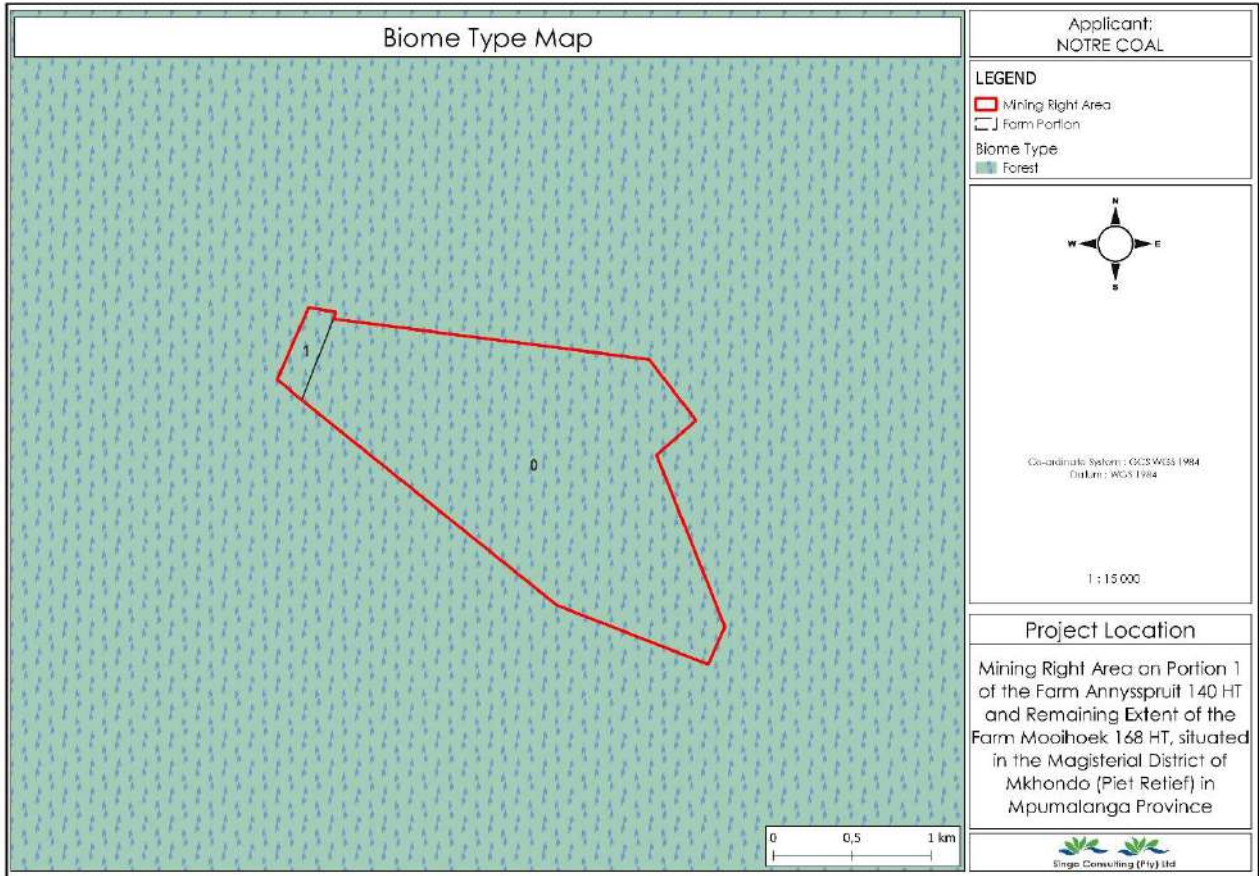 Biome Type Map
Applicant:
NOTRE COAL
LEGEND
Mining Right Area
Farm Portion
Biome Type
Forest
N
W E
S
1
0
Co-ordinate System : GCS WGS 1984
Datum : WGS 1984
1 : 15 000
Project Location
Mining Right Area on Portion 1
of the Farm Annysspruit 140 HT
and Remaining Extent of the
Farm Mooihoek 168 HT, situated
in the Magisterial District of
Mkhondo (Piet Retief) in
Mpumalanga Province
0 0,5 1 km
Singo Consulting (Pty) Ltd